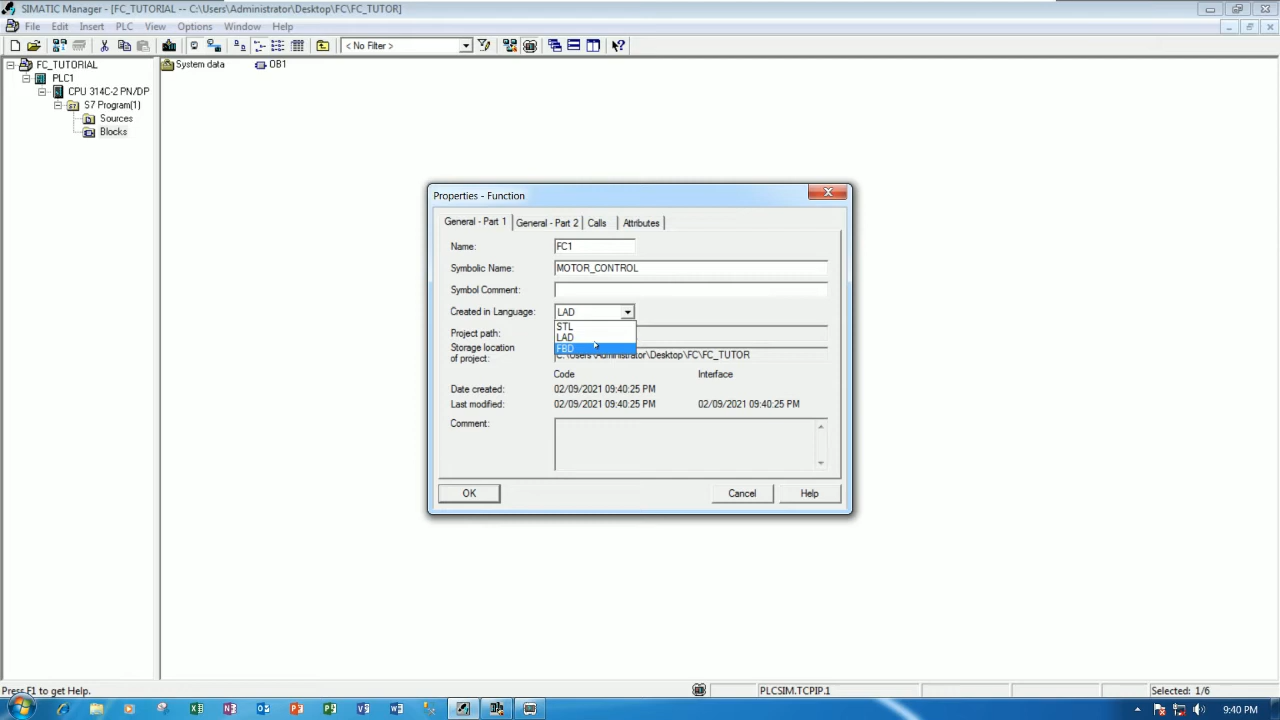 SIMATIC Manager - [FC_TUTORIAL -- C:\Users\Administrator\Desktop\FC\FC_TUTOR]
File Edit Insert PLC View Options Window Help
< No Filter >
FC_TUTORIAL
PLC1
CPU 314C-2 PN/DP
S7 Program(1)
Sources
Blocks
System data OB1
Properties - Function
General - Part 1 General - Part 2 Calls Attributes
Name: FC1
Symbolic Name: MOTOR_CONTROL
Symbol Comment:
Created in Language: LAD
STL
LAD
FBD
Project path:
Storage location
of project: C:\Users\Administrator\Desktop\FC\FC_TUTOR
Code Interface
Date created: 02/09/2021 09:40:25 PM
Last modified: 02/09/2021 09:40:25 PM 02/09/2021 09:40:25 PM
Comment:
OK Cancel Help
Press F1 to get Help. PLCSIM.TCPIP.1 Selected: 1/6
9:40 PM